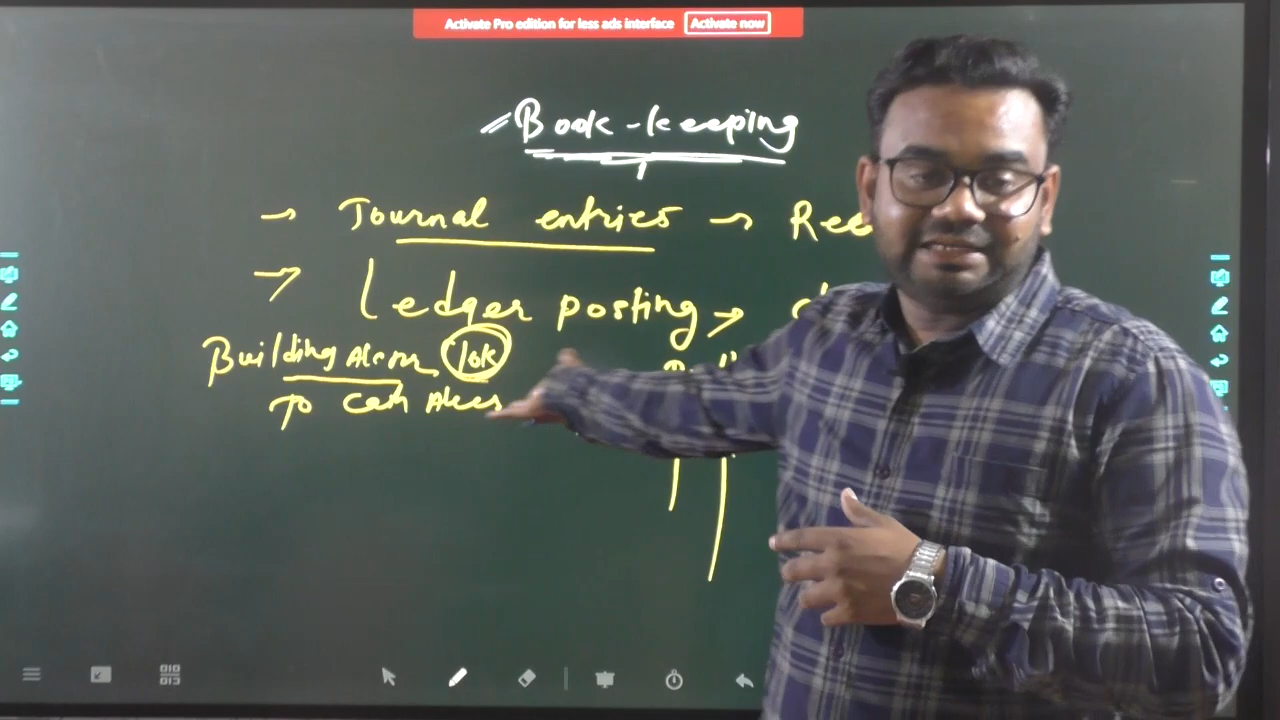 Activate Pro edition for less ads interface Activate now
Book-keeping
→ Journal entries → Rec
→ Ledger posting →
Building 10k
To Cash